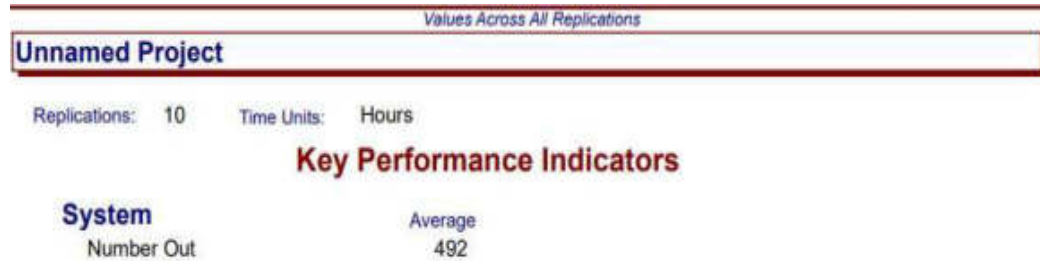 Values Across All Replications
Unnamed Project
Replications: 10 Time Units: Hours
Key Performance Indicators
System Average
Number Out 492